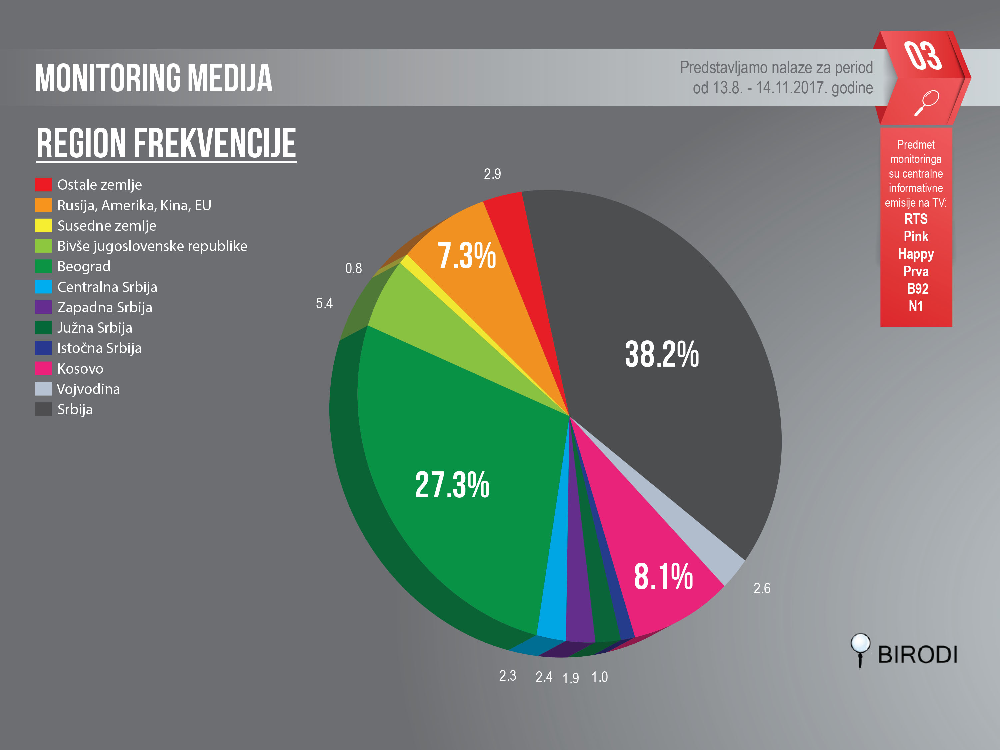 MONITORING MEDIJA
Predstavljamo nalaze za period
od 13.8. - 14.11.2017. godine
03
REGION FREKVENCIJE
Ostale zemlje
Rusija, Amerika, Kina, EU
Susedne zemlje
Bivše jugoslovenske republike
Beograd
Centralna Srbija
Zapadna Srbija
Južna Srbija
Istočna Srbija
Kosovo
Vojvodina
Srbija
2.9
7.3%
0.8
5.4
38.2%
27.3%
8.1%
2.6
2.3
2.4
1.9
1.0
Predmet
monitoringa
su centralne
informativne
emisije na TV:
RTS
Pink
Happy
Prva
B92
N1
BIRODI